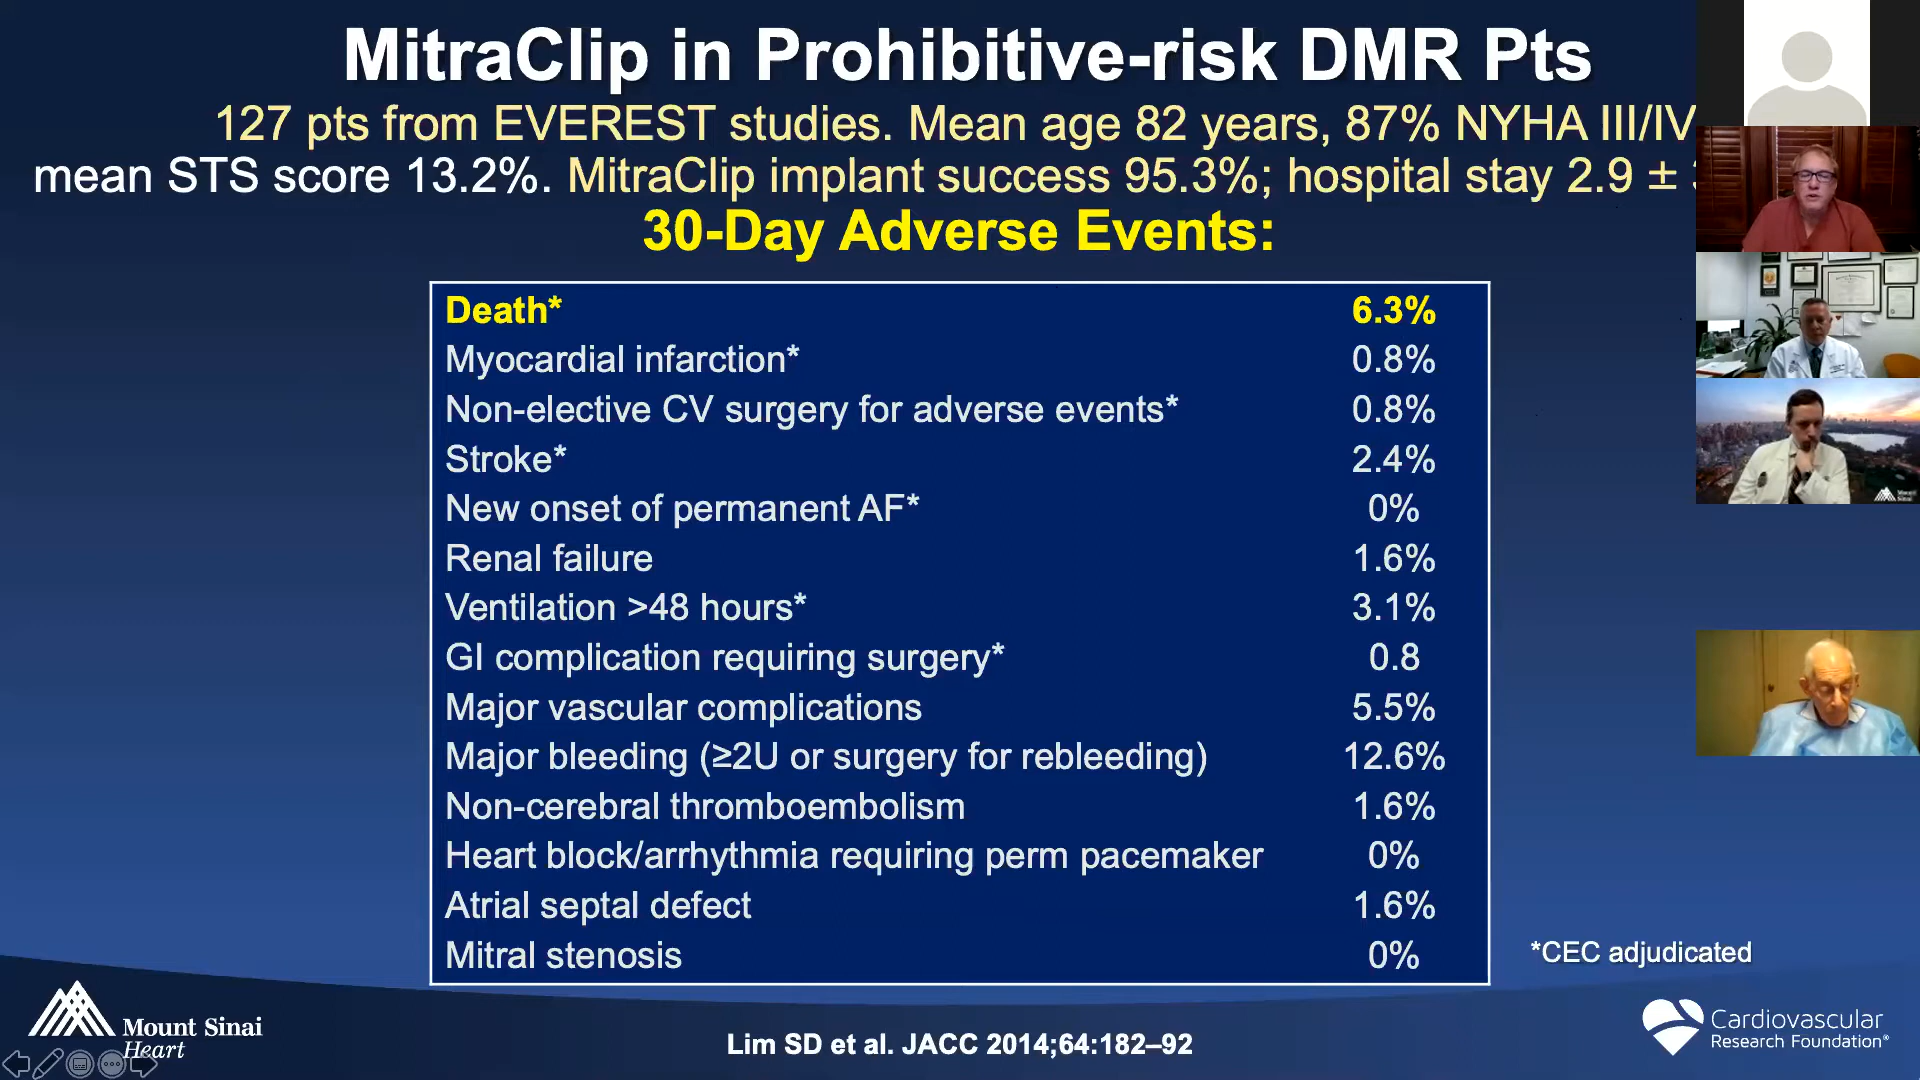 MitraClip in Prohibitive-risk DMR Pts
127 pts from EVEREST studies. Mean age 82 years, 87% NYHA III/IV
mean STS score 13.2%. MitraClip implant success 95.3%; hospital stay 2.9 ±
30-Day Adverse Events:
Death* 6.3%
Myocardial infarction* 0.8%
Non-elective CV surgery for adverse events* 0.8%
Stroke* 2.4%
New onset of permanent AF* 0%
Renal failure 1.6%
Ventilation >48 hours* 3.1%
GI complication requiring surgery* 0.8
Major vascular complications 5.5%
Major bleeding (≥2U or surgery for rebleeding) 12.6%
Non-cerebral thromboembolism 1.6%
Heart block/arrhythmia requiring perm pacemaker 0%
Atrial septal defect 1.6%
Mitral stenosis 0%
*CEC adjudicated
Mount Sinai
Heart
Lim SD et al. JACC 2014;64:182–92
Cardiovascular
Research Foundation®